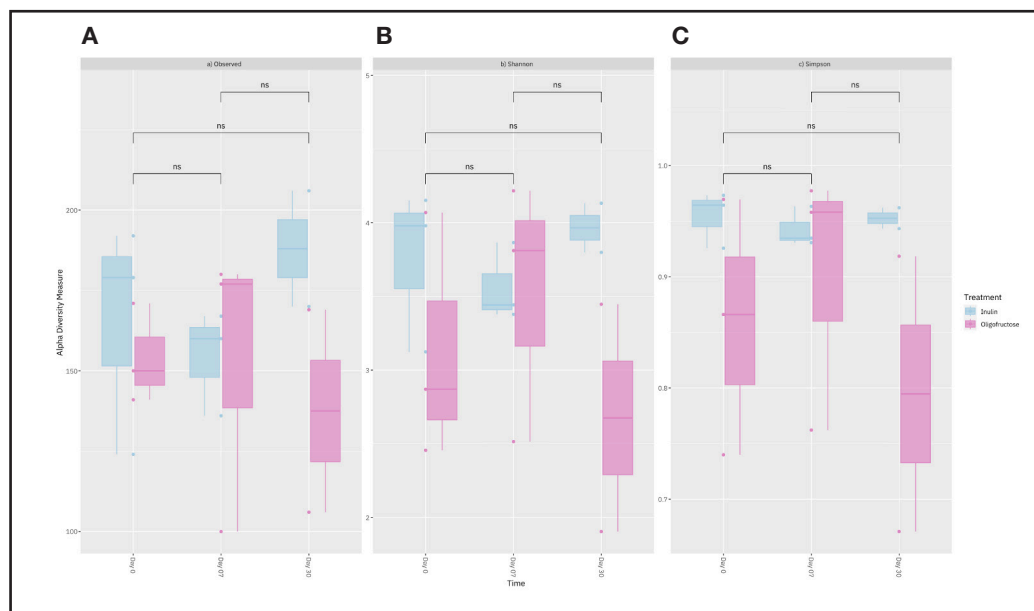 A
B
C
a) Observed
b) Shannon
c) Simpson
ns
ns
ns
ns
ns
ns
ns
ns
ns
Alpha Diversity Measure
200
150
100
5
4
3
2
1.0
0.9
0.8
0.7
Day 0
Day 07
Day 30
Day 0
Day 07
Day 30
Day 0
Day 07
Day 30
Time
Treatment
Inulin
Oligofructose